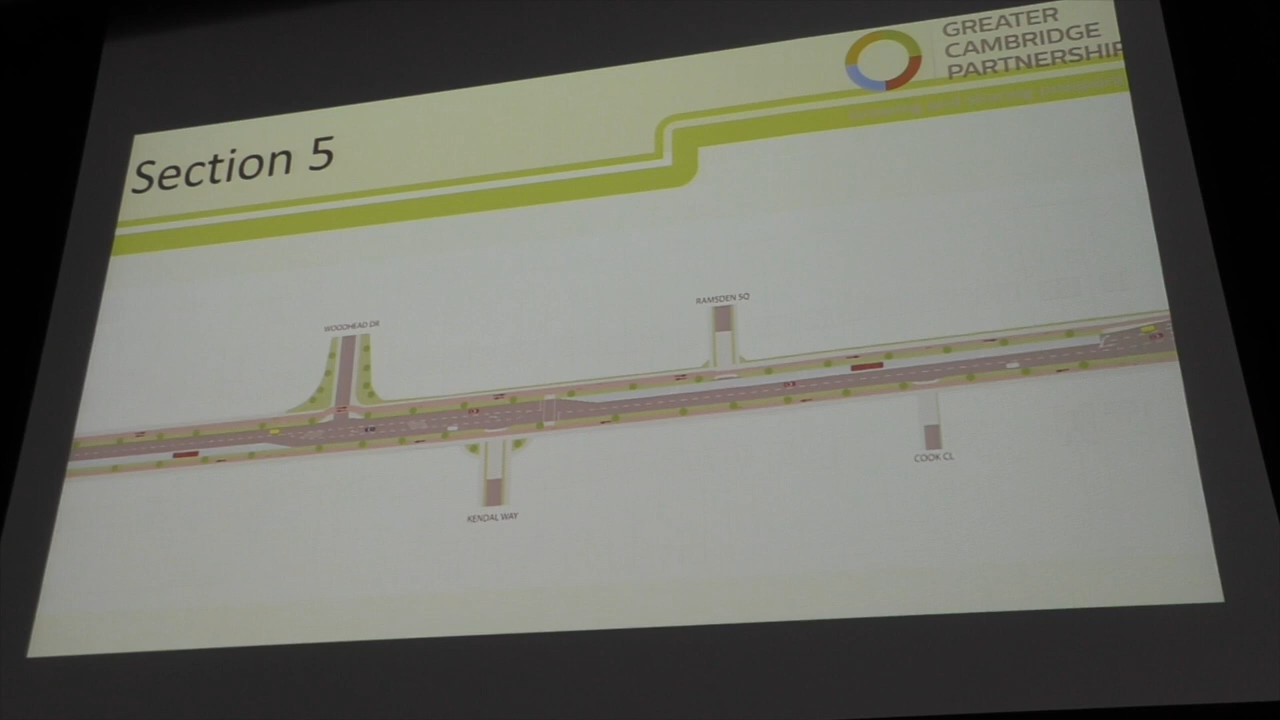 GREATER
CAMBRIDGE
PARTNERSHIP
Section 5
RAMSDEN SQ
WOODHEAD DR
COOK CL
KENDAL WAY